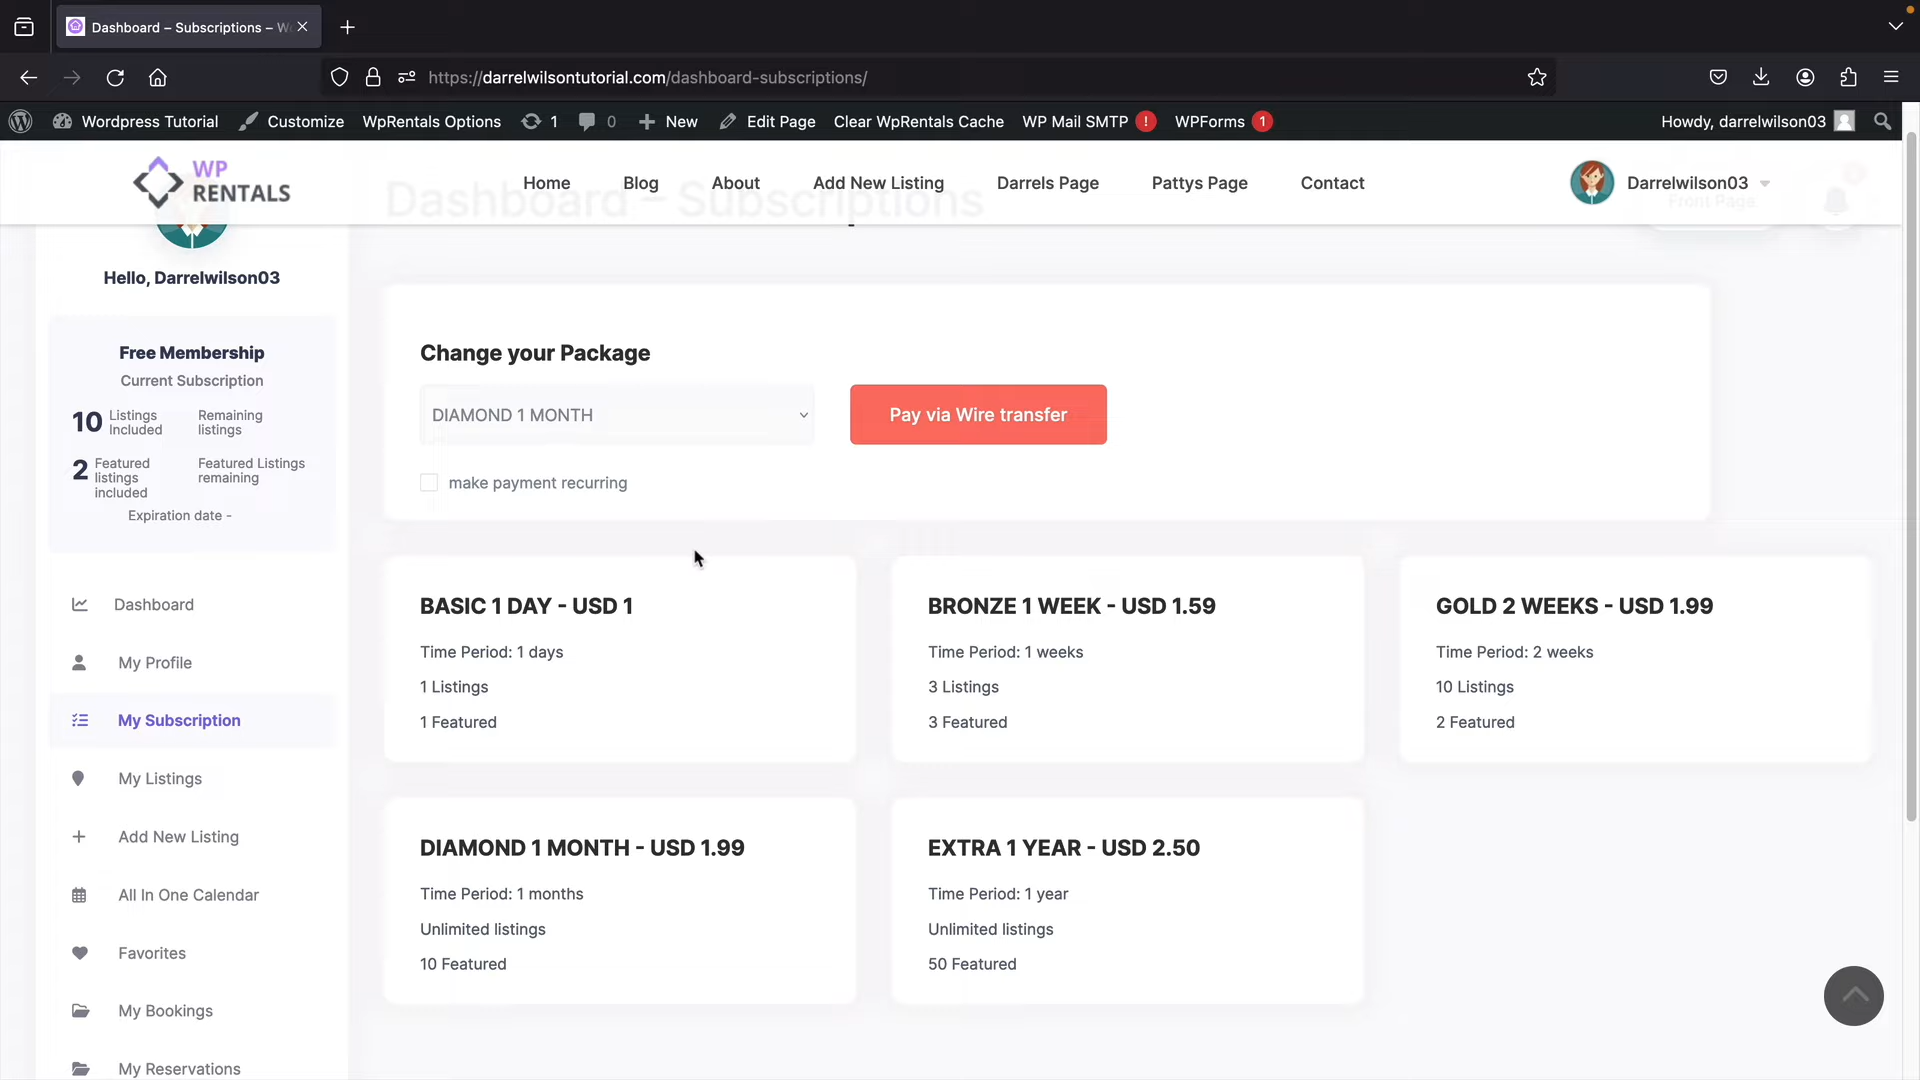 Dashboard – Subscriptions – W
https://darrelwilsontutorial.com/dashboard-subscriptions/
Wordpress Tutorial Customize WpRentals Options 1 0 New Edit Page Clear WpRentals Cache WP Mail SMTP ! WPForms 1 Howdy, darrelwilson03
WP RENTALS
Home Blog About Add New Listing Darrels Page Pattys Page Contact Darrelwilson03
Dashboard – Subscriptions
Front Page
Hello, Darrelwilson03
Free Membership
Current Subscription
10 Listings Included
Remaining listings
2 Featured listings included
Featured Listings remaining
Expiration date -
Dashboard
My Profile
My Subscription
My Listings
Add New Listing
All In One Calendar
Favorites
My Bookings
My Reservations
Change your Package
DIAMOND 1 MONTH
Pay via Wire transfer
make payment recurring
BASIC 1 DAY - USD 1
Time Period: 1 days
1 Listings
1 Featured
BRONZE 1 WEEK - USD 1.59
Time Period: 1 weeks
3 Listings
3 Featured
GOLD 2 WEEKS - USD 1.99
Time Period: 2 weeks
10 Listings
2 Featured
DIAMOND 1 MONTH - USD 1.99
Time Period: 1 months
Unlimited listings
10 Featured
EXTRA 1 YEAR - USD 2.50
Time Period: 1 year
Unlimited listings
50 Featured